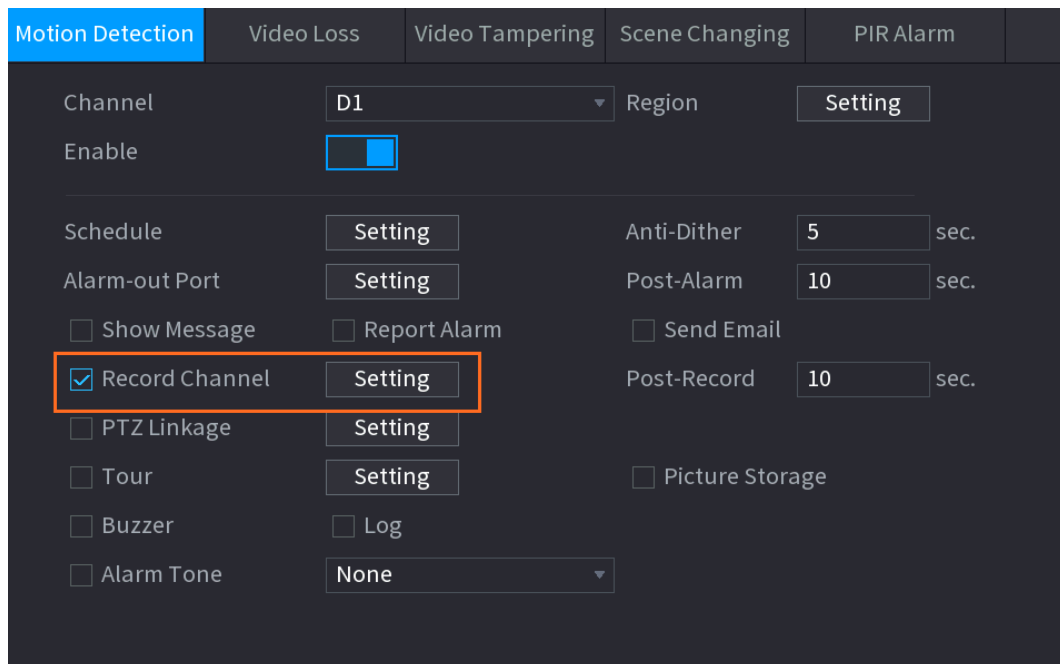 Motion Detection Video Loss Video Tampering Scene Changing PIR Alarm
Channel D1 Region Setting
Enable
Schedule Setting Anti-Dither 5 sec.
Alarm-out Port Setting Post-Alarm 10 sec.
Show Message Report Alarm Send Email
Record Channel Setting Post-Record 10 sec.
PTZ Linkage Setting
Tour Setting Picture Storage
Buzzer Log
Alarm Tone None